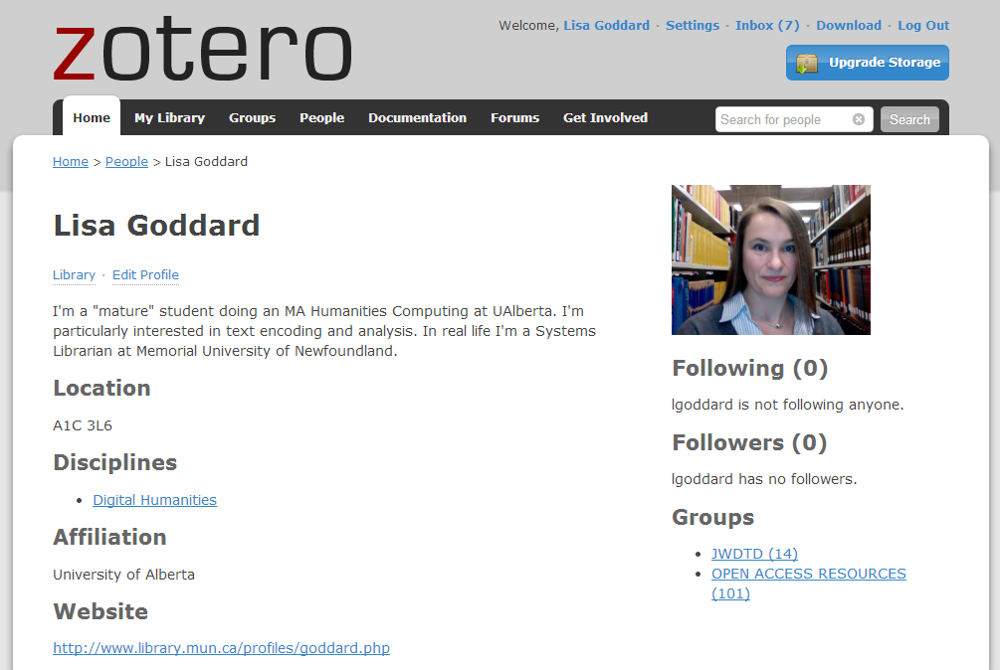 zotero
Welcome, Lisa Goddard · Settings · Inbox (7) · Download · Log Out
Upgrade Storage
Home My Library Groups People Documentation Forums Get Involved
Search for people Search
Home > People > Lisa Goddard
Lisa Goddard
Library · Edit Profile
I'm a "mature" student doing an MA Humanities Computing at UAlberta. I'm
particularly interested in text encoding and analysis. In real life I'm a Systems
Librarian at Memorial University of Newfoundland.
Location
A1C 3L6
Disciplines
• Digital Humanities
Affiliation
University of Alberta
Website
http://www.library.mun.ca/profiles/goddard.php
Following (0)
lgoddard is not following anyone.
Followers (0)
lgoddard has no followers.
Groups
• JWDTD (14)
• OPEN ACCESS RESOURCES
(101)